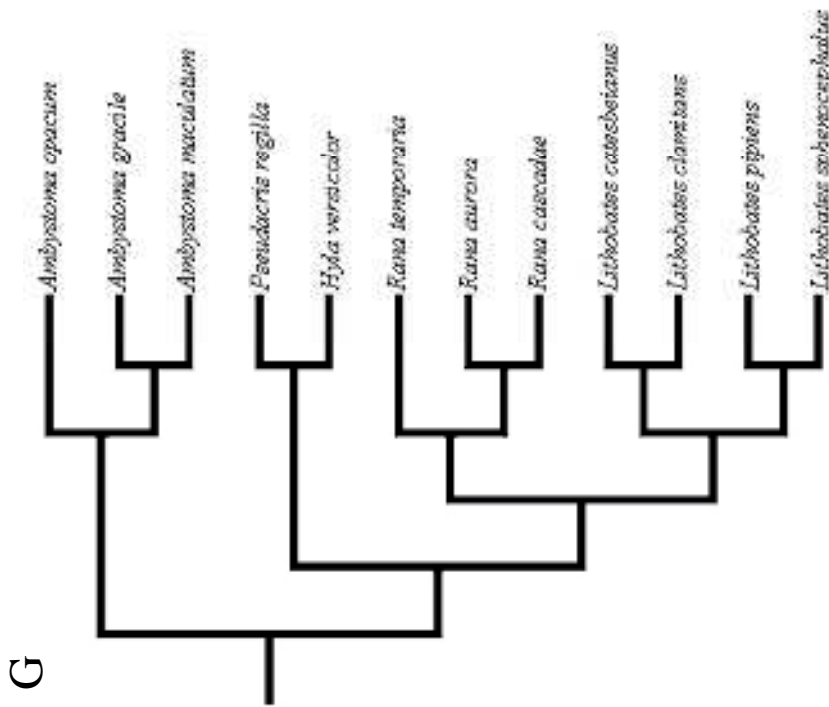 Ambystoma opacum
Ambystoma gracile
Ambystoma maculatum
Pseudacris regilla
Hyla versicolor
Rana temporaria
Rana aurora
Rana cascadae
Lithobates catesbeianus
Lithobates clamitans
Lithobates pipiens
Lithobates sphenocephalus
G